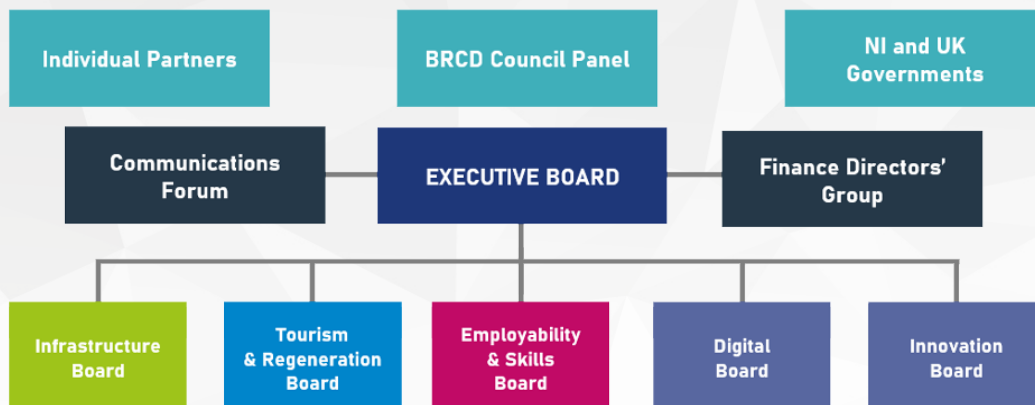 Individual Partners
BRCD Council Panel
NI and UK
Governments
Communications
Forum
EXECUTIVE BOARD
Finance Directors'
Group
Infrastructure
Board
Tourism
& Regeneration
Board
Employability
& Skills
Board
Digital
Board
Innovation
Board